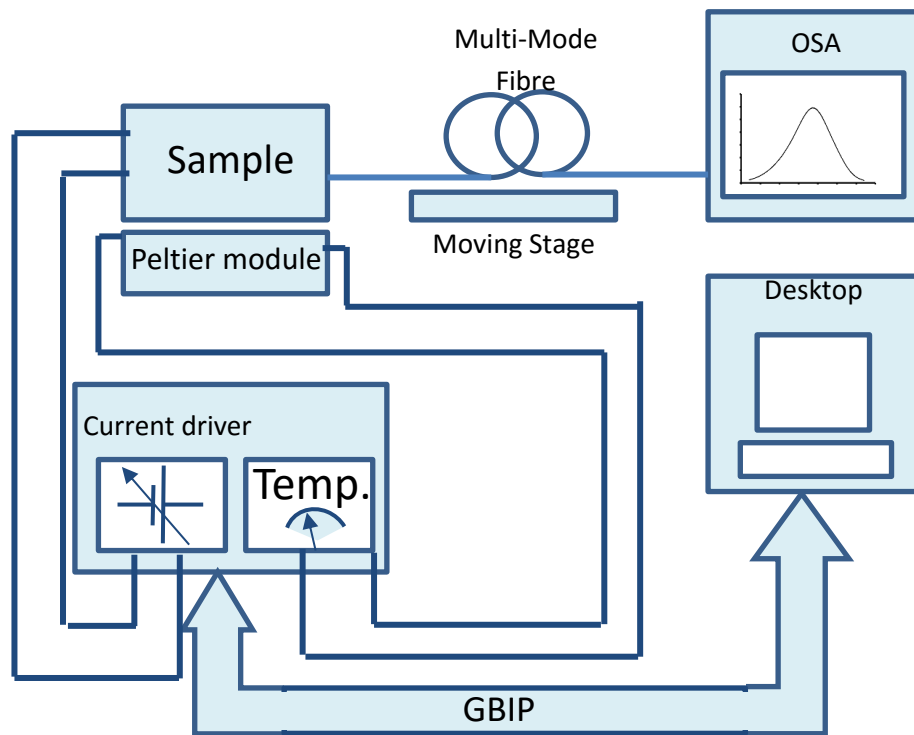 Multi-Mode
Fibre
OSA
Sample
Moving Stage
Peltier module
Desktop
Current driver
Temp.
GBIP